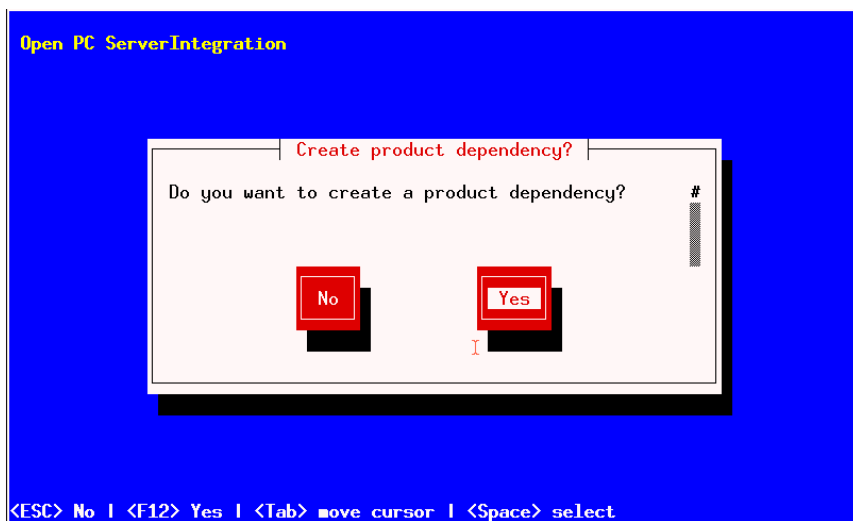 Open PC ServerIntegration
Create product dependency?
Do you want to create a product dependency? #
No Yes
<ESC> No | <F12> Yes | <Tab> move cursor | <Space> select